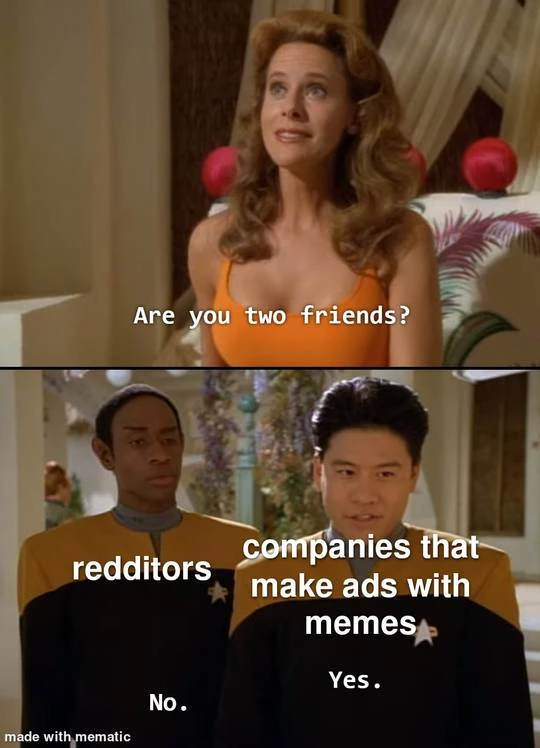 Are you two friends?
redditors
companies that
make ads with
memes
Yes.
No.
made with mematic